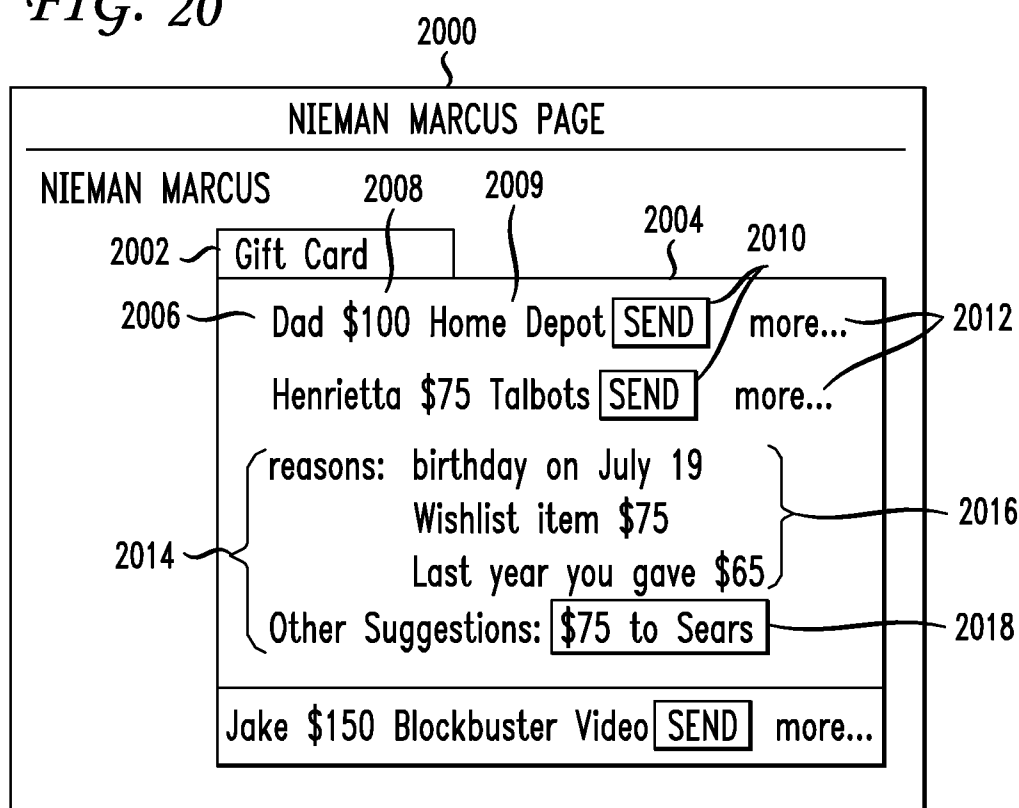 FIG. 20
2000
NIEMAN MARCUS PAGE
NIEMAN MARCUS
2008
2009
2004
2010
2002
Gift Card
2006
Dad $100 Home Depot SEND more...
2012
Henrietta $75 Talbots SEND more...
reasons: birthday on July 19
Wishlist item $75
2016
2014
Last year you gave $65
Other Suggestions: $75 to Sears
2018
Jake $150 Blockbuster Video SEND more...